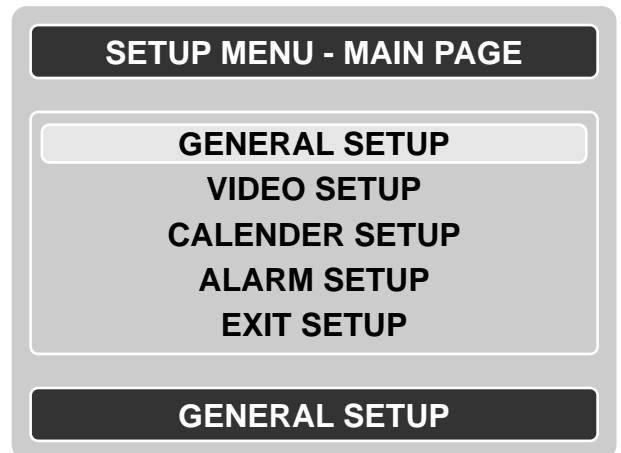 SETUP MENU - MAIN PAGE
GENERAL SETUP
VIDEO SETUP
CALENDER SETUP
ALARM SETUP
EXIT SETUP
GENERAL SETUP